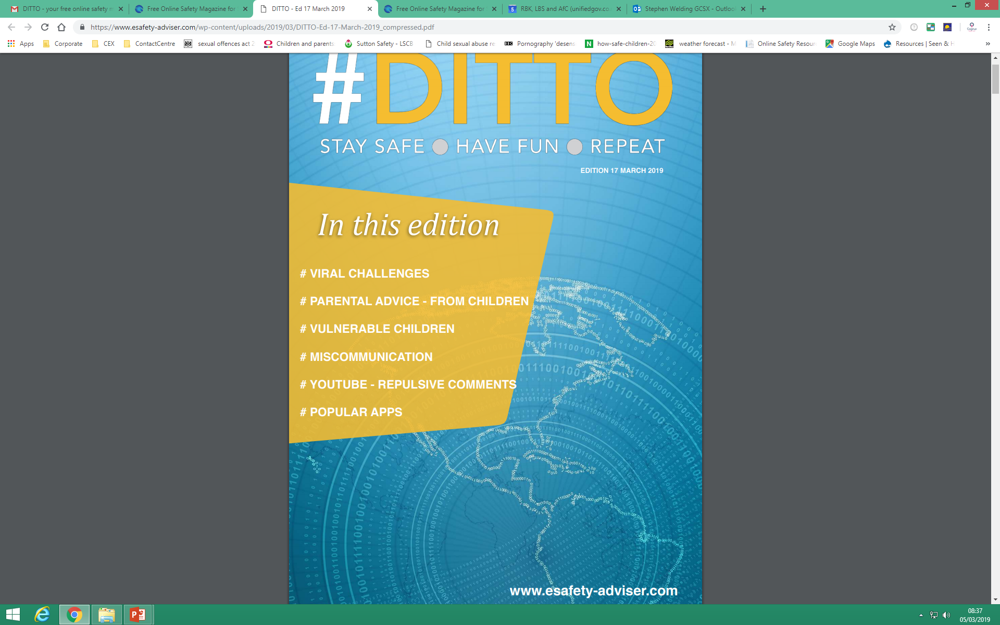 DITTO - your free online safety m
Free Online Safety Magazine for
DITTO - Ed 17 March 2019
Free Online Safety Magazine for
RBK, LBS and AfC (unifiedgov.co.
Stephen Welding GCSX - Outloo
https://www.esafety-adviser.com/wp-content/uploads/2019/03/DITTO-Ed-17-March-2019_compressed.pdf
Apps
Corporate
CEX
ContactCentre
sexual offences act 2
Children and parents
Sutton Safety - LSCB
Child sexual abuse re
Pornography 'desens
how-safe-children-20
weather forecast - M
Online Safety Resour
Google Maps
Resources | Seen & H
#DITTO
STAY SAFE HAVE FUN REPEAT
EDITION 17 MARCH 2019
In this edition
# VIRAL CHALLENGES
# PARENTAL ADVICE - FROM CHILDREN
# VULNERABLE CHILDREN
# MISCOMMUNICATION
# YOUTUBE - REPULSIVE COMMENTS
# POPULAR APPS
www.esafety-adviser.com
08:37
05/03/2019